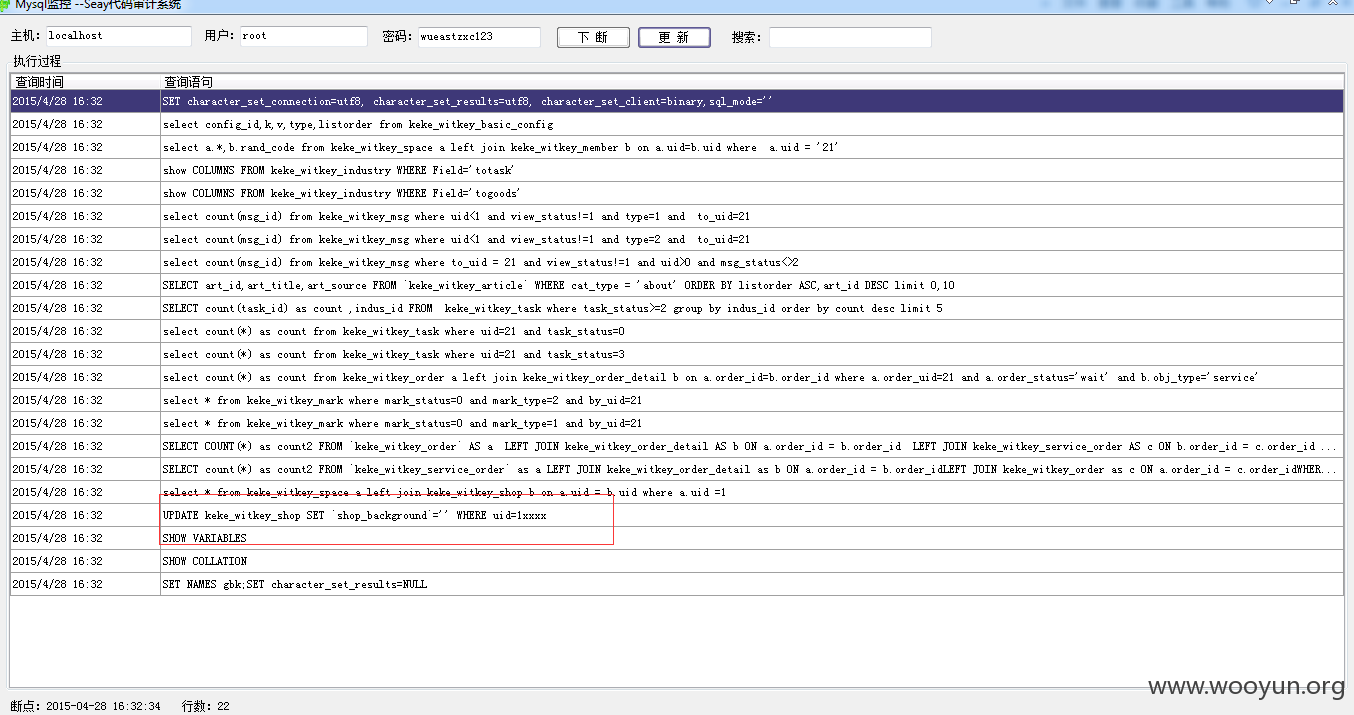 Mysql监控 --Seay代码审计系统
主机: localhost 用户: root 密码: wueastzxc123 下 断 更 新 搜索:
执行过程
查询时间 查询语句
2015/4/28 16:32 SET character_set_connection=utf8, character_set_results=utf8, character_set_client=binary,sql_mode=''
2015/4/28 16:32 select config_id,k,v,type,listorder from keke_witkey_basic_config
2015/4/28 16:32 select a.*,b.rand_code from keke_witkey_space a left join keke_witkey_member b on a.uid=b.uid where  a.uid = '21'
2015/4/28 16:32 show COLUMNS FROM keke_witkey_industry WHERE Field='totask'
2015/4/28 16:32 show COLUMNS FROM keke_witkey_industry WHERE Field='togoods'
2015/4/28 16:32 select count(msg_id) from keke_witkey_msg where uid<1 and view_status!=1 and type=1 and  to_uid=21
2015/4/28 16:32 select count(msg_id) from keke_witkey_msg where uid<1 and view_status!=1 and type=2 and  to_uid=21
2015/4/28 16:32 select count(msg_id) from keke_witkey_msg where to_uid = 21 and view_status!=1 and uid>0 and msg_status<>2
2015/4/28 16:32 SELECT art_id,art_title,art_source FROM `keke_witkey_article` WHERE cat_type = 'about' ORDER BY listorder ASC,art_id DESC limit 0,10
2015/4/28 16:32 SELECT count(task_id) as count ,indus_id FROM  keke_witkey_task where task_status>=2 group by indus_id order by count desc limit 5
2015/4/28 16:32 select count(*) as count from keke_witkey_task where uid=21 and task_status=0
2015/4/28 16:32 select count(*) as count from keke_witkey_task where uid=21 and task_status=3
2015/4/28 16:32 select count(*) as count from keke_witkey_order a left join keke_witkey_order_detail b on a.order_id=b.order_id where a.order_uid=21 and a.order_status='wait' and b.obj_type='service'
2015/4/28 16:32 select * from keke_witkey_mark where mark_status=0 and mark_type=2 and by_uid=21
2015/4/28 16:32 select * from keke_witkey_mark where mark_status=0 and mark_type=1 and by_uid=21
2015/4/28 16:32 SELECT COUNT(*) as count2 FROM `keke_witkey_order` AS a  LEFT JOIN keke_witkey_order_detail AS b ON a.order_id = b.order_id  LEFT JOIN keke_witkey_service_order AS c ON b.order_id = c.order_id ...
2015/4/28 16:32 SELECT count(*) as count2 FROM `keke_witkey_service_order` as a LEFT JOIN keke_witkey_order_detail as b ON a.order_id = b.order_idLEFT JOIN keke_witkey_order as c ON a.order_id = c.order_idWHER...
2015/4/28 16:32 select * from keke_witkey_space a left join keke_witkey_shop b on a.uid = b.uid where a.uid =1
2015/4/28 16:32 UPDATE keke_witkey_shop SET `shop_background`='' WHERE uid=1xxxx
2015/4/28 16:32 SHOW VARIABLES
2015/4/28 16:32 SHOW COLLATION
2015/4/28 16:32 SET NAMES gbk;SET character_set_results=NULL
www.wooyun.org
断点: 2015-04-28 16:32:34 行数: 22